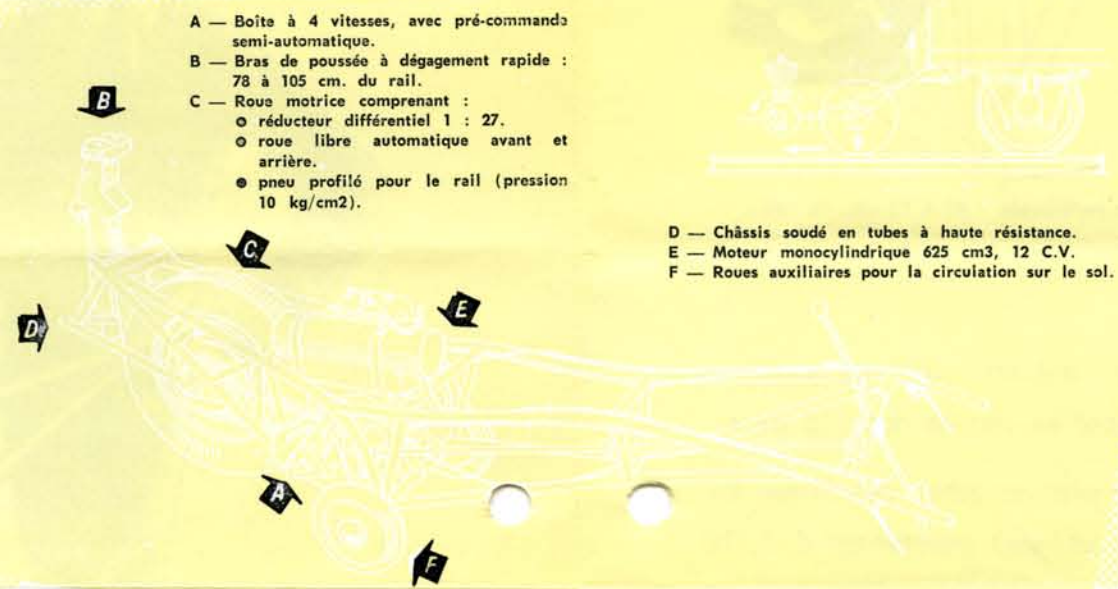 A — Boîte à 4 vitesses, avec pré-commande
semi-automatique.
B — Bras de poussée à dégagement rapide :
78 à 105 cm. du rail.
C — Roue motrice comprenant :
réducteur différentiel 1 : 27.
roue libre automatique avant et
arrière.
pneu profilé pour le rail (pression
10 kg/cm2).
D — Châssis soudé en tubes à haute résistance.
E — Moteur monocylindrique 625 cm3, 12 C.V.
F — Roues auxiliaires pour la circulation sur le sol.
B
C
E
D
A
F